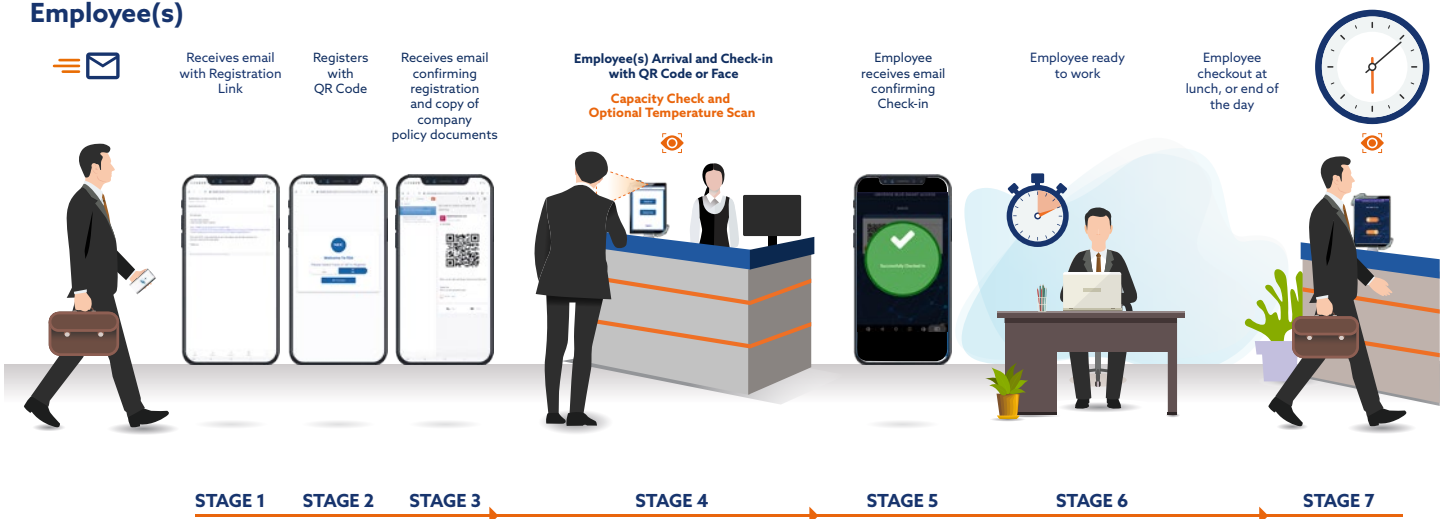 Employee(s)
Receives email
with Registration
Link
Registers
with
QR Code
Receives email
confirming
registration
and copy of
company
policy documents
Employee(s) Arrival and Check-in
with QR Code or Face
Capacity Check and
Optional Temperature Scan
Employee
receives email
confirming
Check-in
Employee ready
to work
Employee
checkout at
lunch, or end of
the day
Successfully Checked In
STAGE 1
STAGE 2
STAGE 3
STAGE 4
STAGE 5
STAGE 6
STAGE 7